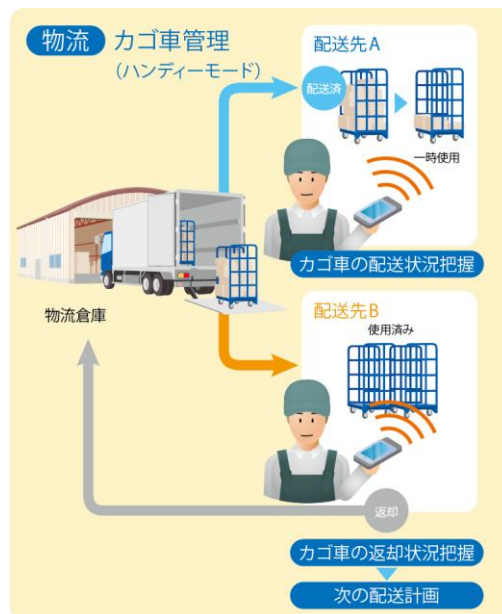 物流 カゴ車管理
（ハンディーモード）
配送先A
配送済
一時使用
カゴ車の配送状況把握
物流倉庫
配送先B
使用済み
返却
カゴ車の返却状況把握
次の配送計画